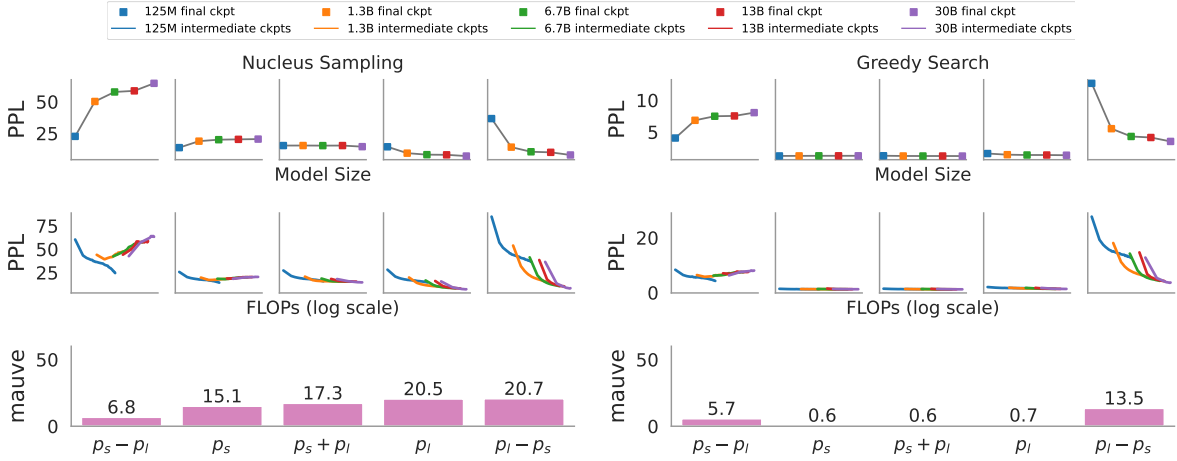 125M final ckpt 1.3B final ckpt 6.7B final ckpt 13B final ckpt 30B final ckpt
125M intermediate ckpts 1.3B intermediate ckpts 6.7B intermediate ckpts 13B intermediate ckpts 30B intermediate ckpts
Nucleus Sampling
PPL
50
25
Model Size
PPL
75
50
25
FLOPs (log scale)
mauve
50
0
6.8 15.1 17.3 20.5 20.7
p_s − p_l p_s p_s + p_l p_l p_l − p_s
Greedy Search
PPL
10
5
Model Size
PPL
20
0
FLOPs (log scale)
mauve
50
0
5.7 0.6 0.6 0.7 13.5
p_s − p_l p_s p_s + p_l p_l p_l − p_s